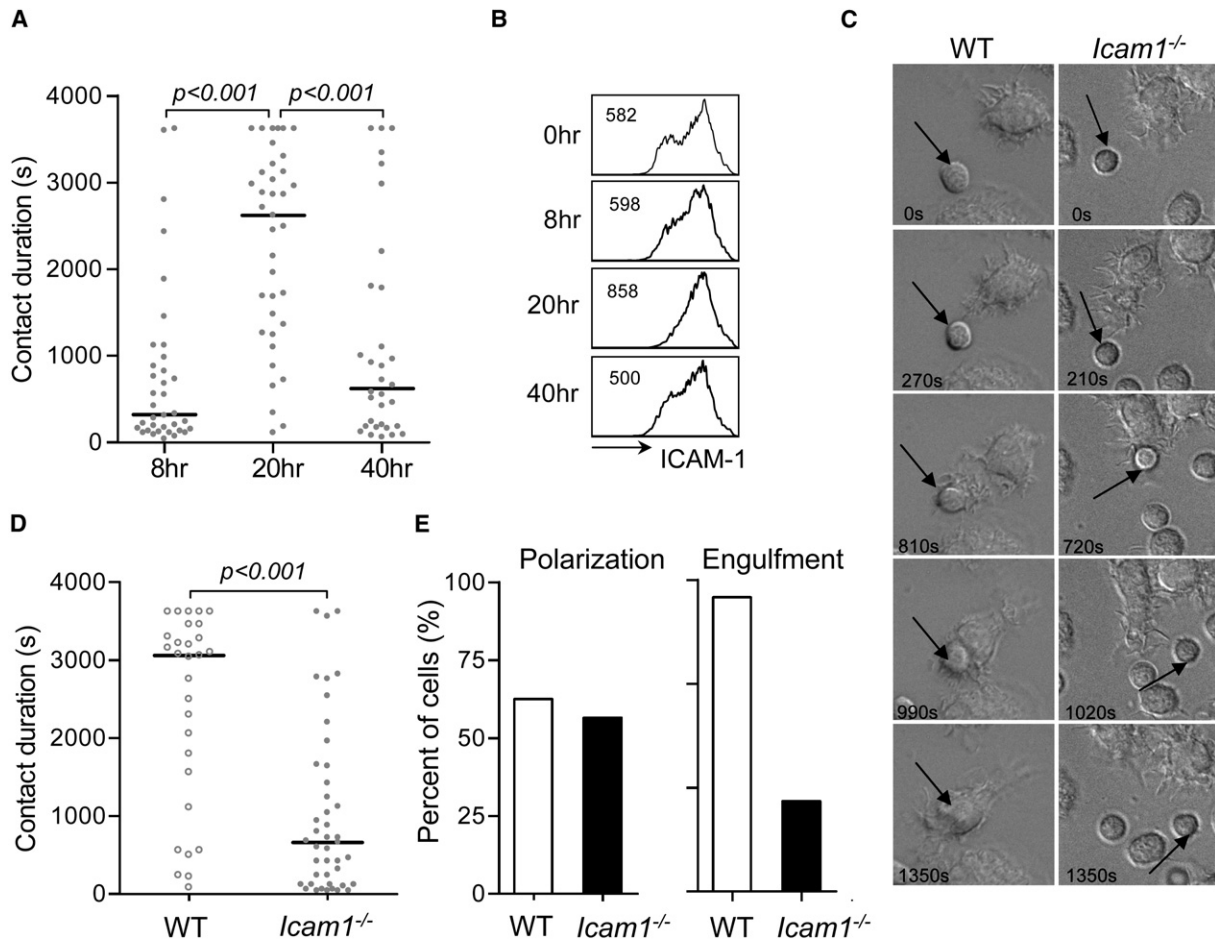 A
p<0.001 p<0.001
4000
3000
2000
1000
0
Contact duration (s)
8hr 20hr 40hr
B
0hr 582
8hr 598
20hr 858
40hr 500
ICAM-1
C
WT Icam1-/-
0s 0s
270s 210s
810s 720s
990s 1020s
1350s 1350s
D
p<0.001
4000
3000
2000
1000
0
Contact duration (s)
WT Icam1-/-
E
Polarization Engulfment
100
75
50
25
0
Percent of cells (%)
WT Icam1-/- WT Icam1-/-